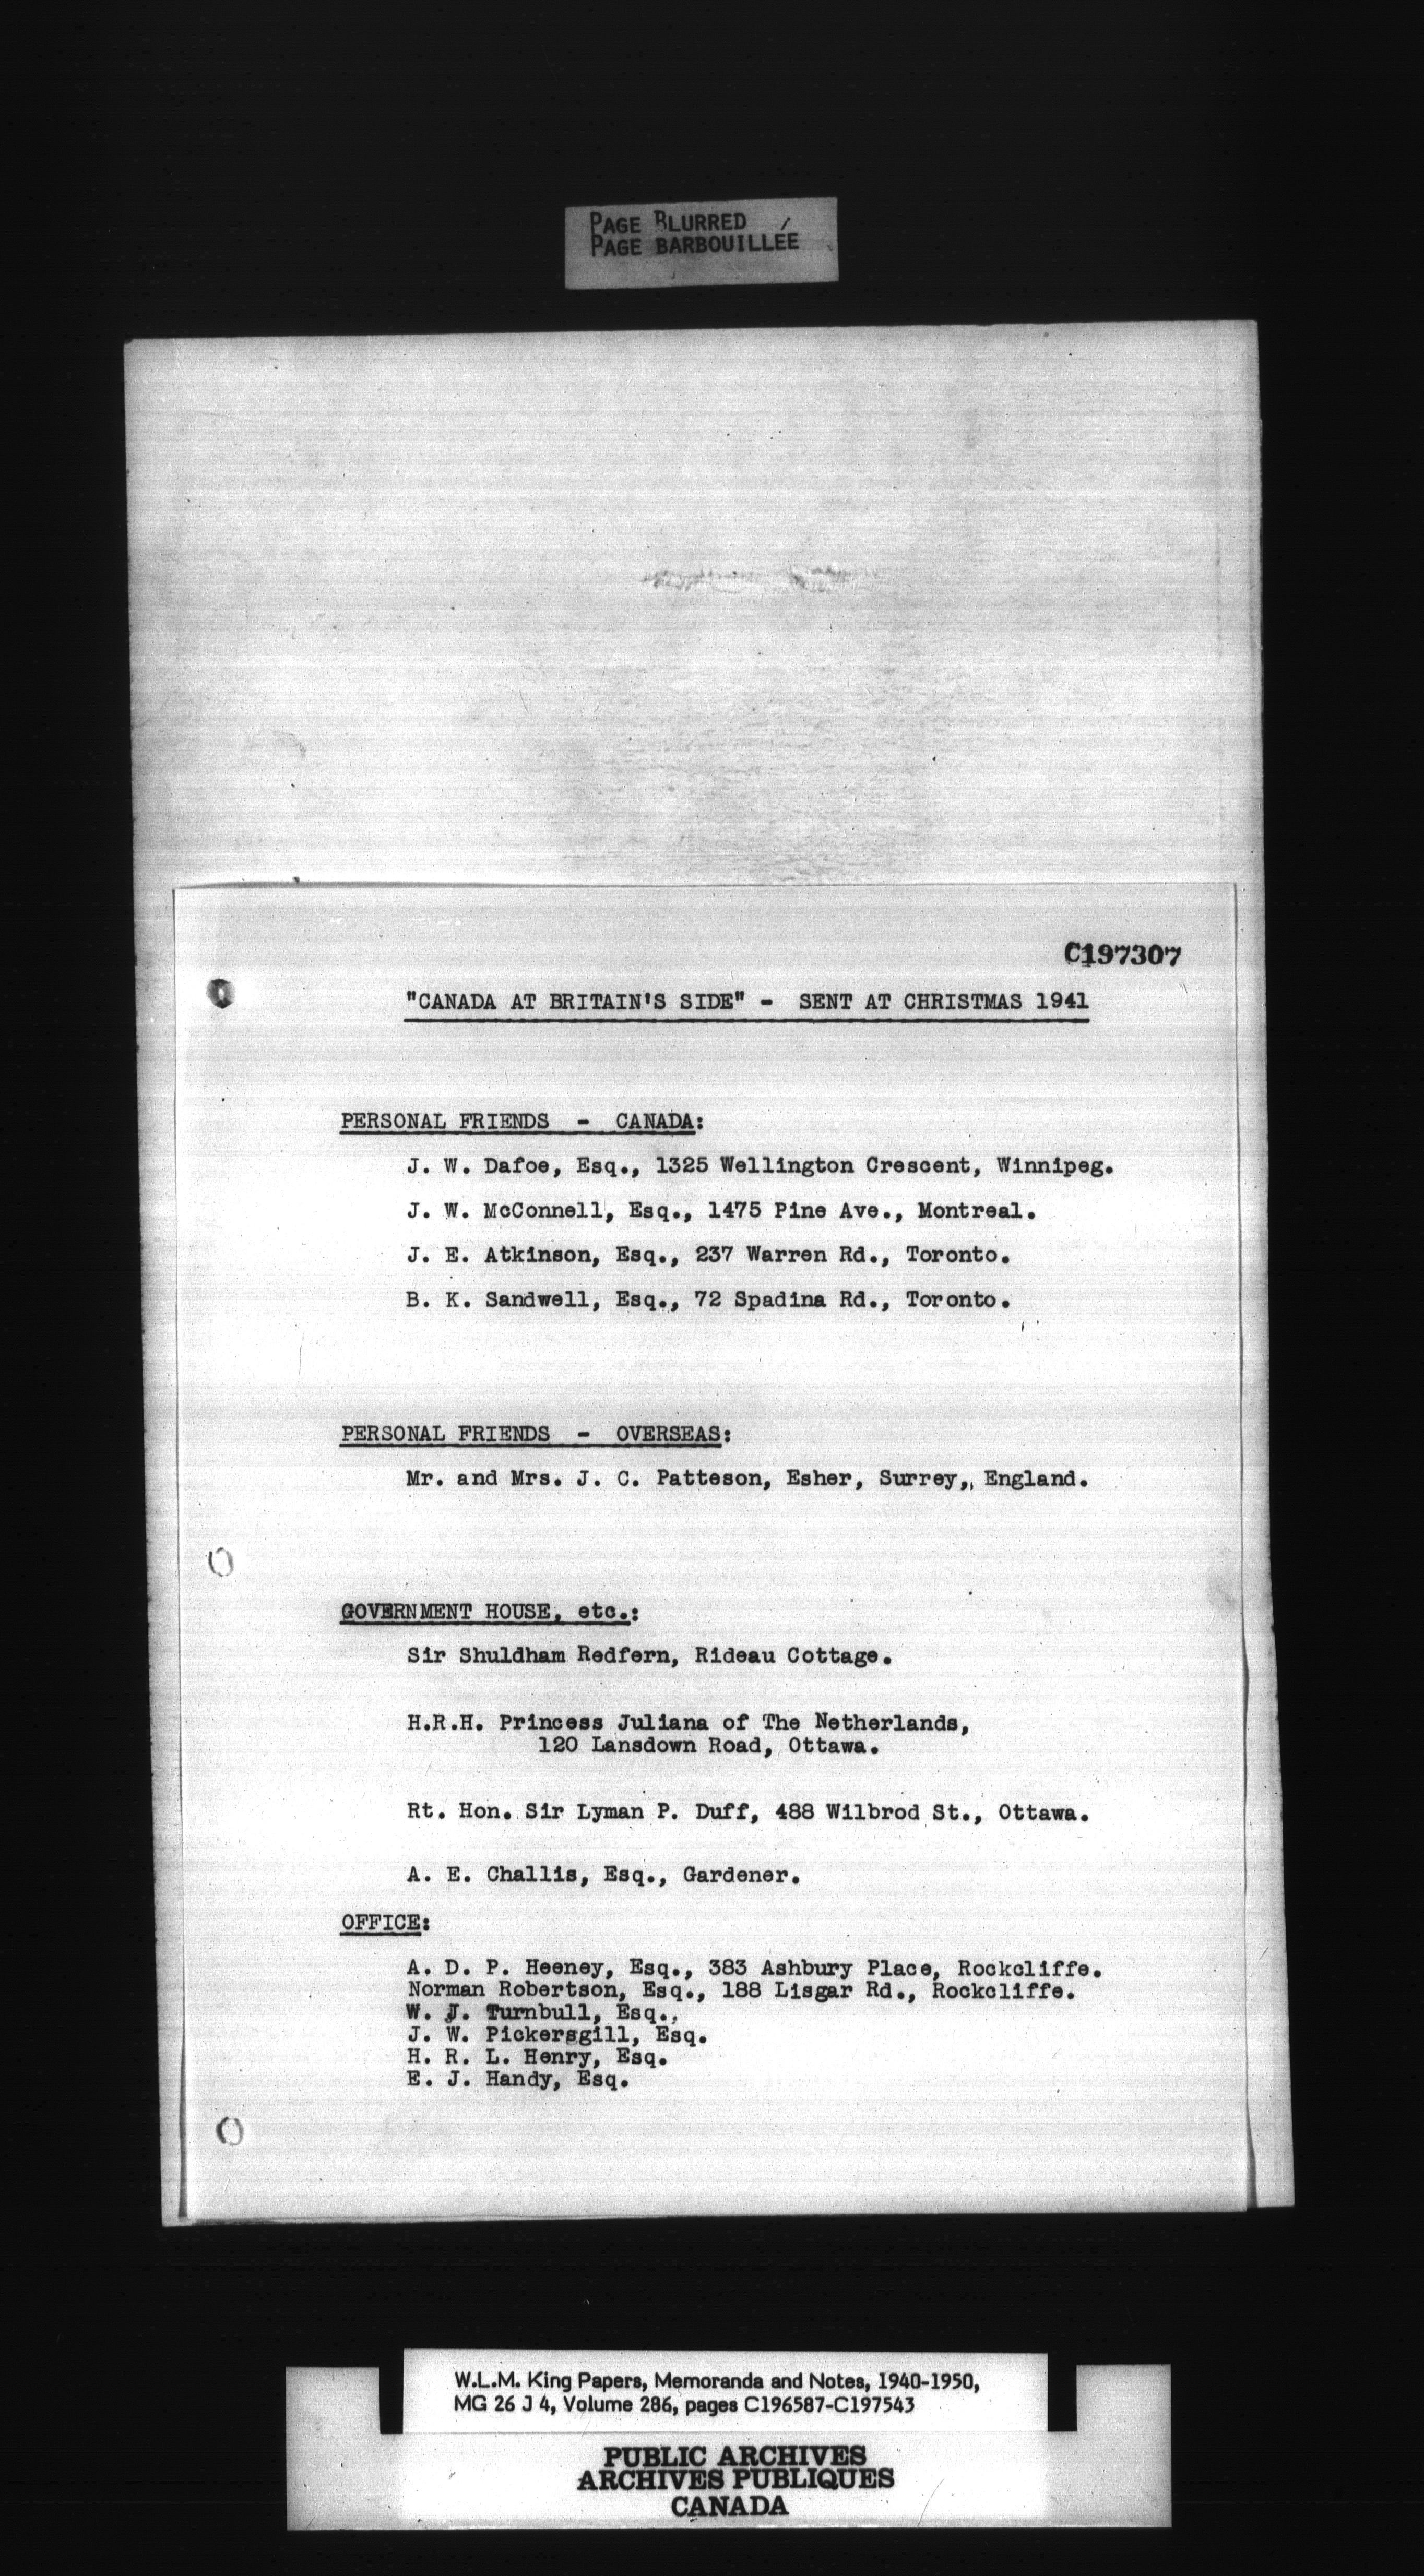 PAGE BLURRED
PAGE BARBOUILLÉE
C197307
"CANADA AT BRITAIN'S SIDE" - SENT AT CHRISTMAS 1941
PERSONAL FRIENDS - CANADA:
J. W. Dafoe, Esq., 1325 Wellington Crescent, Winnipeg.
J. W. McConnell, Esq., 1475 Pine Ave., Montreal.
J. E. Atkinson, Esq., 237 Warren Rd., Toronto.
B. K. Sandwell, Esq., 72 Spadina Rd., Toronto.
PERSONAL FRIENDS - OVERSEAS:
Mr. and Mrs. J. C. Patteson, Esher, Surrey,, England.
GOVERNMENT HOUSE, etc.:
Sir Shuldham Redfern, Rideau Cottage.
H.R.H. Princess Juliana of The Netherlands,
120 Lansdown Road, Ottawa.
Rt. Hon. Sir Lyman P. Duff, 488 Wilbrod St., Ottawa.
A. E. Challis, Esq., Gardener.
OFFICE:
A. D. P. Heeney, Esq., 383 Ashbury Place, Rockcliffe.
Norman Robertson, Esq., 188 Lisgar Rd., Rockcliffe.
W. J. Turnbull, Esq.,
J. W. Pickersgill, Esq.
H. R. L. Henry, Esq.
E. J. Handy, Esq.
W.L.M. King Papers, Memoranda and Notes, 1940-1950,
MG 26 J 4, Volume 286, pages C196587-C197543
PUBLIC ARCHIVES
ARCHIVES PUBLIQUES
CANADA